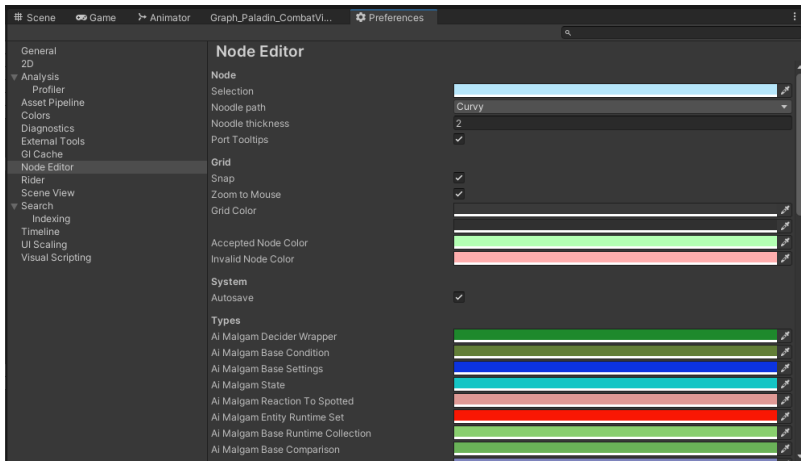 Scene Game Animator Graph_Paladin_CombatVi... Preferences
General
2D
Analysis
Profiler
Asset Pipeline
Colors
Diagnostics
External Tools
GI Cache
Node Editor
Rider
Scene View
Search
Indexing
Timeline
UI Scaling
Visual Scripting
Node Editor
Node
Selection
Noodle path Curvy
Noodle thickness 2
Port Tooltips
Grid
Snap
Zoom to Mouse
Grid Color
Accepted Node Color
Invalid Node Color
System
Autosave
Types
Ai Malgam Decider Wrapper
Ai Malgam Base Condition
Ai Malgam Base Settings
Ai Malgam State
Ai Malgam Reaction To Spotted
Ai Malgam Entity Runtime Set
Ai Malgam Base Runtime Collection
Ai Malgam Base Comparison